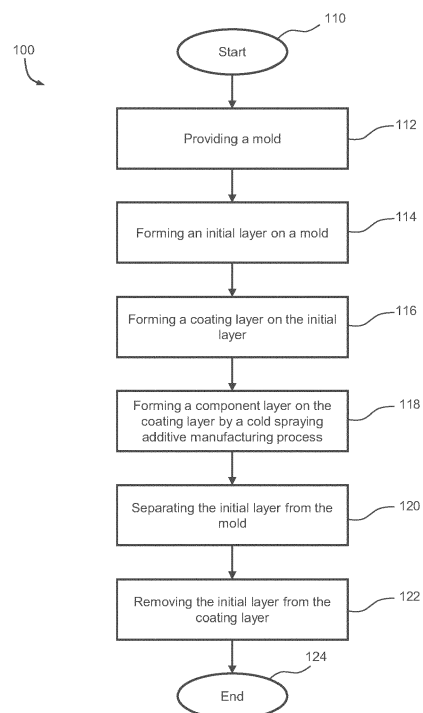 110
100
Start
Providing a mold
112
Forming an initial layer on a mold
114
Forming a coating layer on the initial
layer
116
Forming a component layer on the
coating layer by a cold spraying
additive manufacturing process
118
Separating the initial layer from the
mold
120
Removing the initial layer from the
coating layer
122
124
End